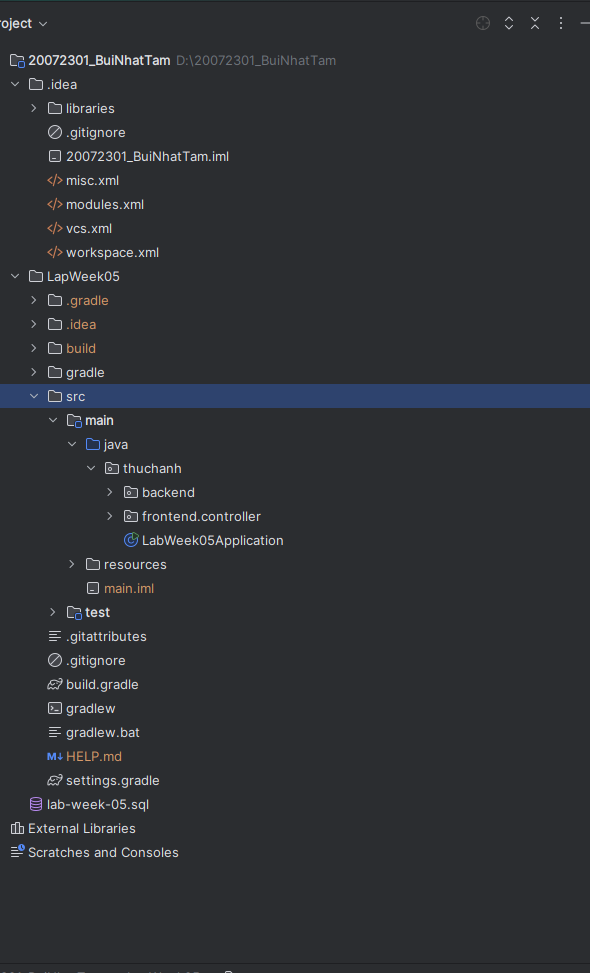 roject
20072301_BuiNhatTam D:\20072301_BuiNhatTam
.idea
libraries
.gitignore
20072301_BuiNhatTam.iml
misc.xml
modules.xml
vcs.xml
workspace.xml
LapWeek05
.gradle
.idea
build
gradle
src
main
java
thuchanh
backend
frontend.controller
LabWeek05Application
resources
main.iml
test
.gitattributes
.gitignore
build.gradle
gradlew
gradlew.bat
M↓ HELP.md
settings.gradle
lab-week-05.sql
External Libraries
Scratches and Consoles